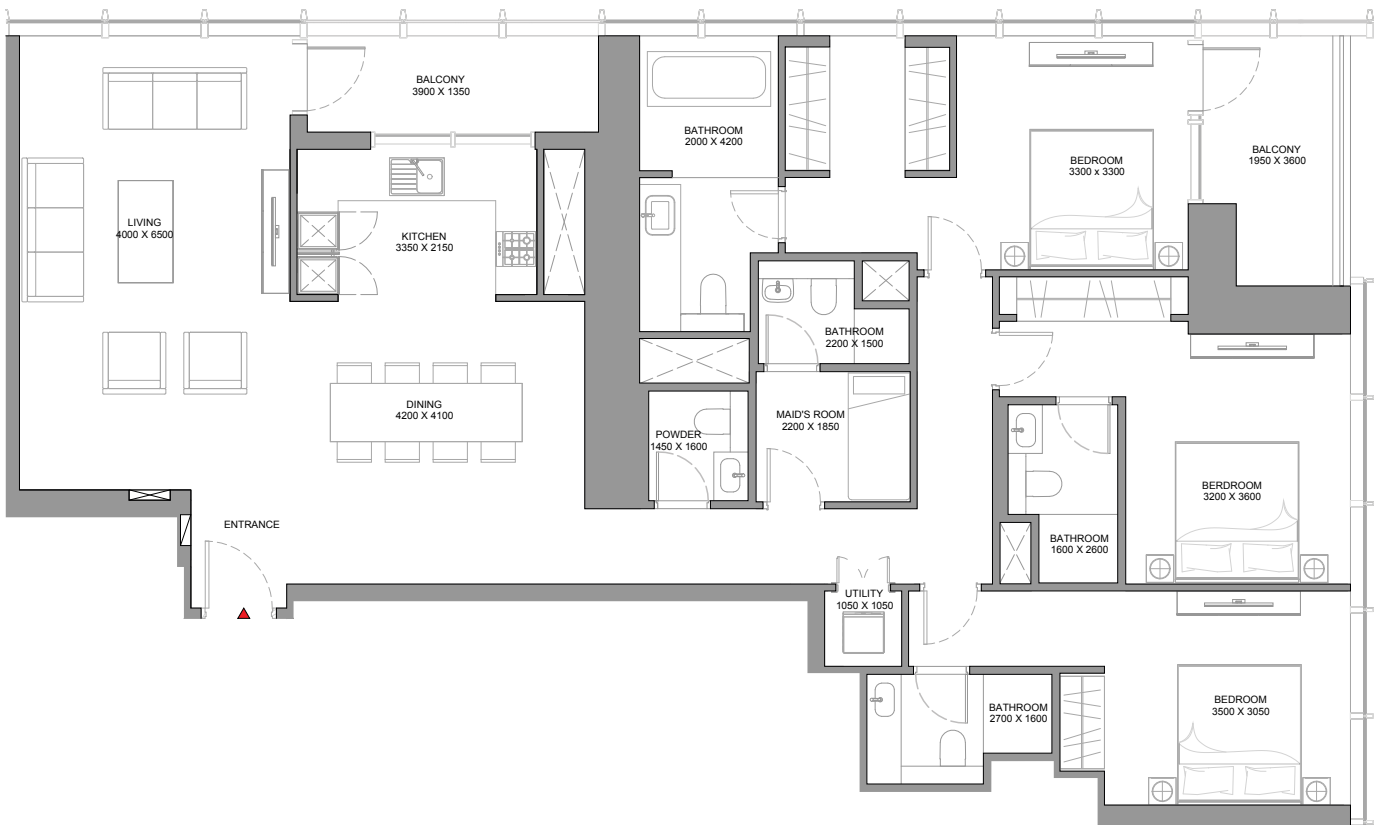 BALCONY
3900 X 1350
BATHROOM
2000 X 4200
BEDROOM
3300 x 3300
BALCONY
1950 X 3600
LIVING
4000 X 6500
KITCHEN
3350 X 2150
BATHROOM
2200 X 1500
DINING
4200 X 4100
MAID'S ROOM
2200 X 1850
POWDER
1450 X 1600
BERDROOM
3200 X 3600
ENTRANCE
BATHROOM
1600 X 2600
UTILITY
1050 X 1050
BEDROOM
3500 X 3050
BATHROOM
2700 X 1600